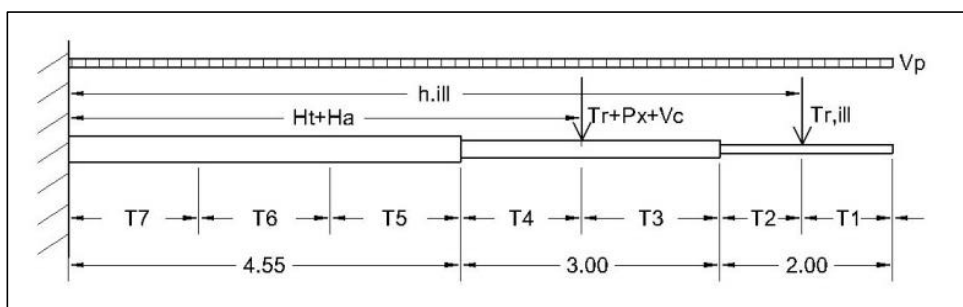 Vp
h.ill
Ht+Ha
Tr+Px+Vc
Tr,ill
T7 T6 T5 T4 T3 T2 T1
4.55 3.00 2.00